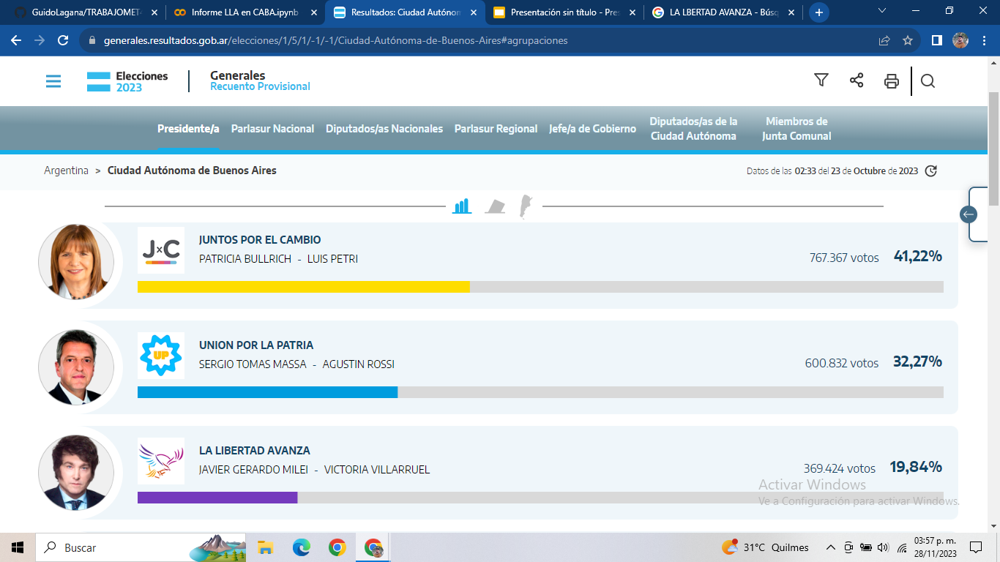 GuidoLagana/TRABAJOMET
Informe LLA en CABA.ipynb
Resultados: Ciudad Autónon
Presentación sin título - Pres
LA LBERTAD AVANZA - Búsq
generales.resultados.gob.ar/elecciones/1/5/1/-1/-1/Ciudad-Autónoma-de-Buenos-Aires#agrupaciones
Elecciones
2023
Generales
Recuento Provisional
Presidente/a
Parlasur Nacional
Diputados/as Nacionales
Parlasur Regional
Jefe/a de Gobierno
Diputados/as de la
Ciudad Autónoma
Miembros de
Junta Comunal
Argentina > Ciudad Autónoma de Buenos Aires
Datos de las 02:33 del 23 de Octubre de 2023
JxC
JUNTOS POR EL CAMBIO
PATRICIA BULLRICH - LUIS PETRI
767.367 votos 41,22%
UP
UNION POR LA PATRIA
SERGIO TOMAS MASSA - AGUSTIN ROSSI
600.832 votos 32,27%
LA LIBERTAD AVANZA
JAVIER GERARDO MILEI - VICTORIA VILLARRUEL
369.424 votos 19,84%
Activar Windows
Ve a Configuración para activar Windows.
Buscar
31°C Quilmes
03:57 p. m.
28/11/2023